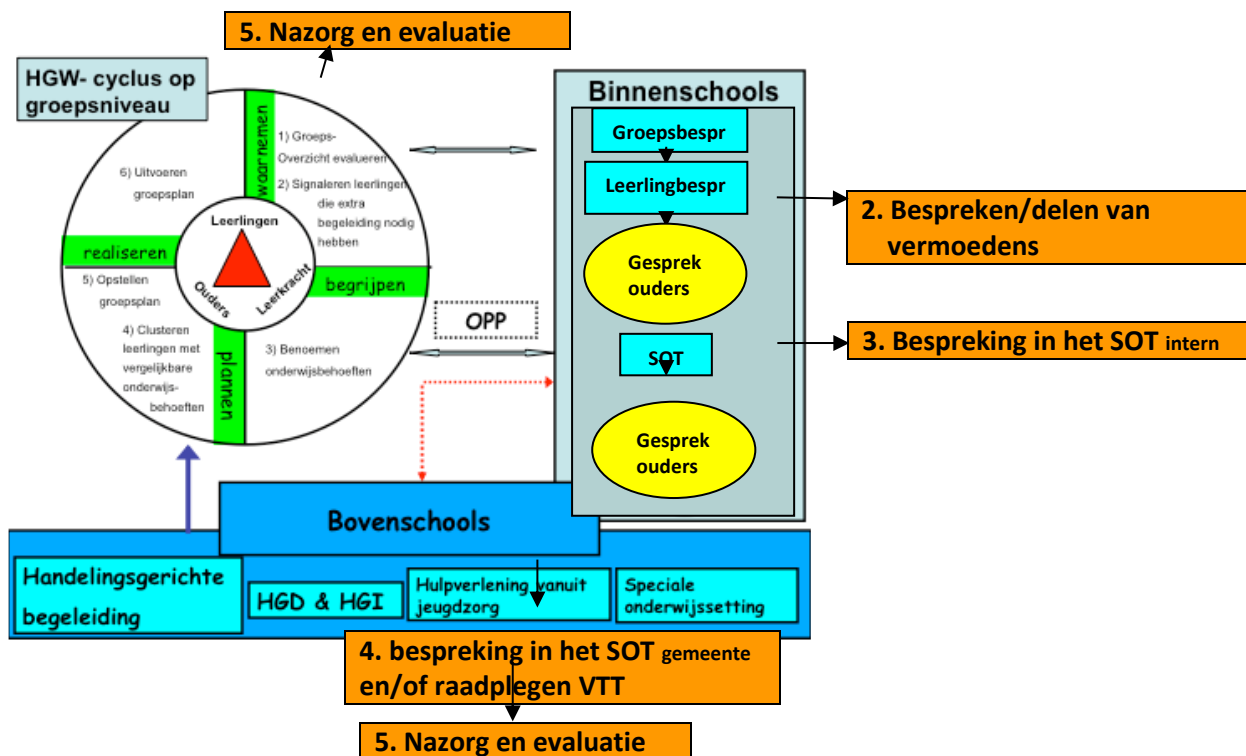 5. Nazorg en evaluatie
HGW- cyclus op
groepsniveau
waarnemen
1) Groeps-
Overzicht evalueren
2) Signaleren leerlingen
die extra
begeleiding nodig
hebben
begrijpen
3) Benoemen
onderwijsbehoeften
plannen
4) Clusteren
leerlingen met
vergelijkbare
onderwijs-
behoeften
5) Opstellen
groepsplan
realiseren
6) Uitvoeren
groepsplan
Leerlingen
Ouders
Leerkracht
OPP
Binnenschools
Groepsbespr
Leerlingbespr
Gesprek
ouders
SOT
Gesprek
ouders
2. Bespreken/delen van
vermoedens
3. Bespreking in het SOT intern
Bovenschools
Handelingsgerichte
begeleiding
HGD & HGI
Hulpverlening vanuit
jeugdzorg
Speciale
onderwijssetting
4. bespreking in het SOT gemeente
en/of raadplegen VTT
5. Nazorg en evaluatie